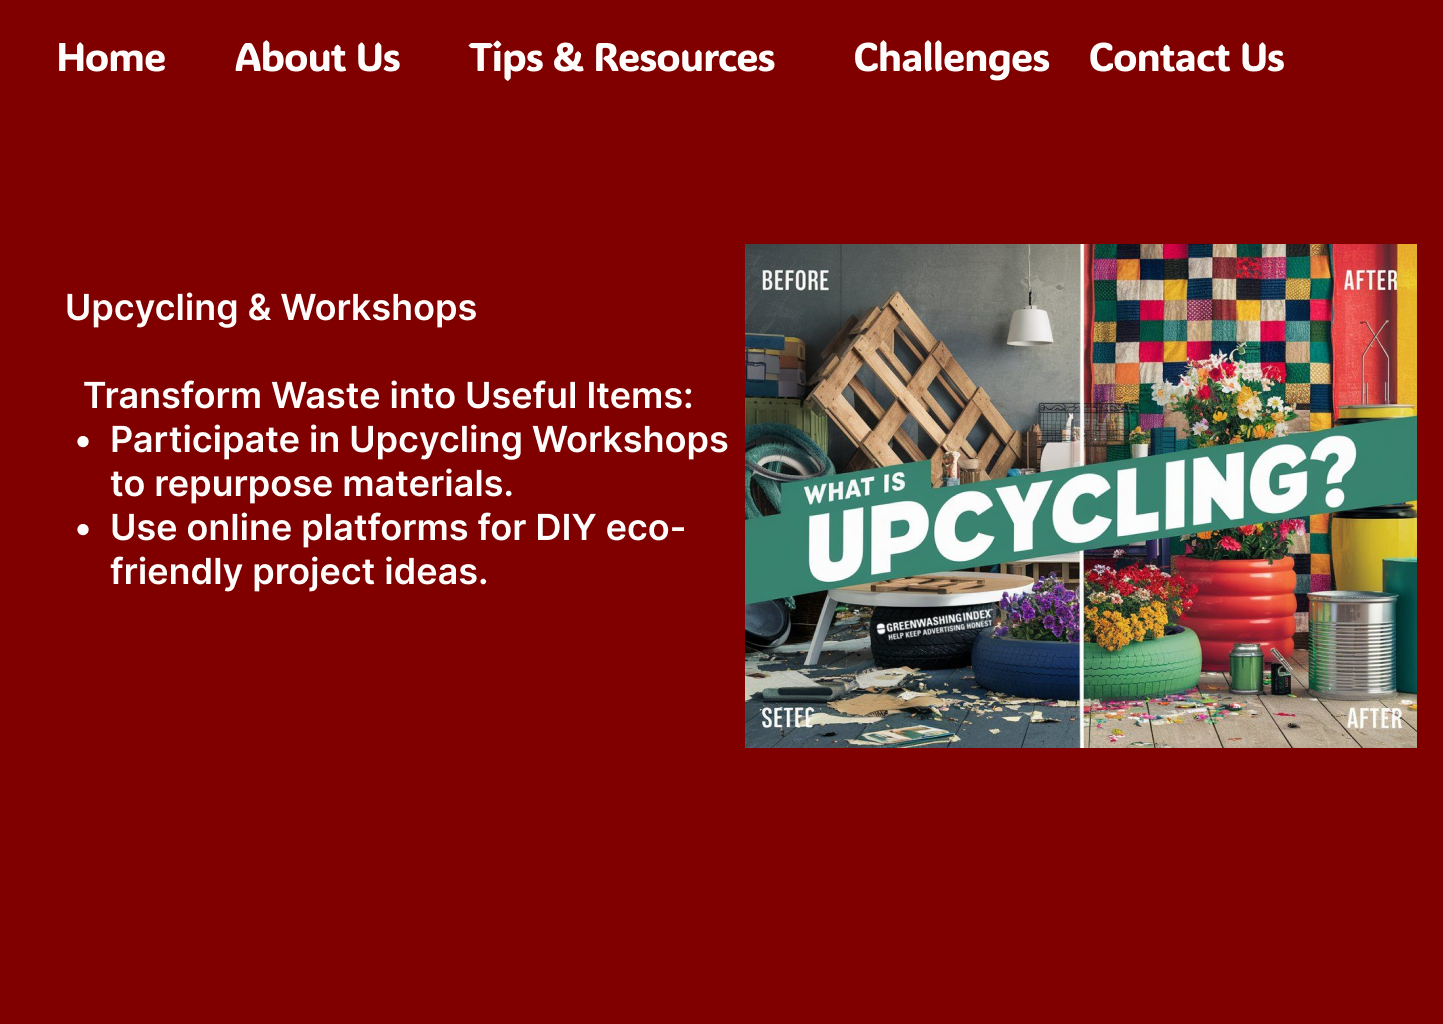 Home About Us Tips & Resources Challenges Contact Us
Upcycling & Workshops
Transform Waste into Useful Items:
• Participate in Upcycling Workshops
to repurpose materials.
• Use online platforms for DIY eco-
friendly project ideas.
BEFORE
AFTER
WHAT IS
UPCYCLING?
GREENWASHING INDEX
HELP KEEP ADVERTISING HONEST
SETEC
AFTER